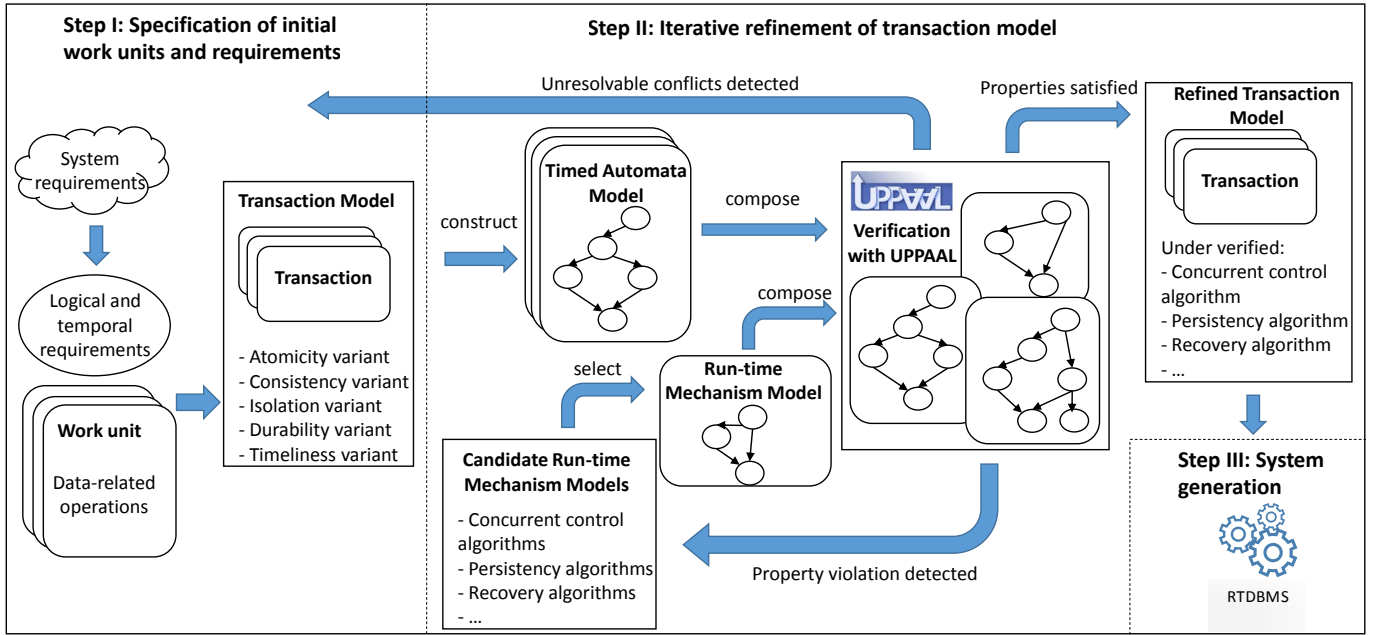 Step I: Specification of initial
work units and requirements
System
requirements
Logical and
temporal
requirements
Work unit
Data-related
operations
Transaction Model
Transaction
- Atomicity variant
- Consistency variant
- Isolation variant
- Durability variant
- Timeliness variant
Step II: Iterative refinement of transaction model
Unresolvable conflicts detected
construct
Timed Automata
Model
compose
select
compose
Run-time
Mechanism Model
Candidate Run-time
Mechanism Models
- Concurrent control
algorithms
- Persistency algorithms
- Recovery algorithms
- ...
UPPAAL
Verification
with UPPAAL
Property violation detected
Properties satisfied
Refined Transaction
Model
Transaction
Under verified:
- Concurrent control
algorithm
- Persistency algorithm
- Recovery algorithm
- ...
Step III: System
generation
RTDBMS